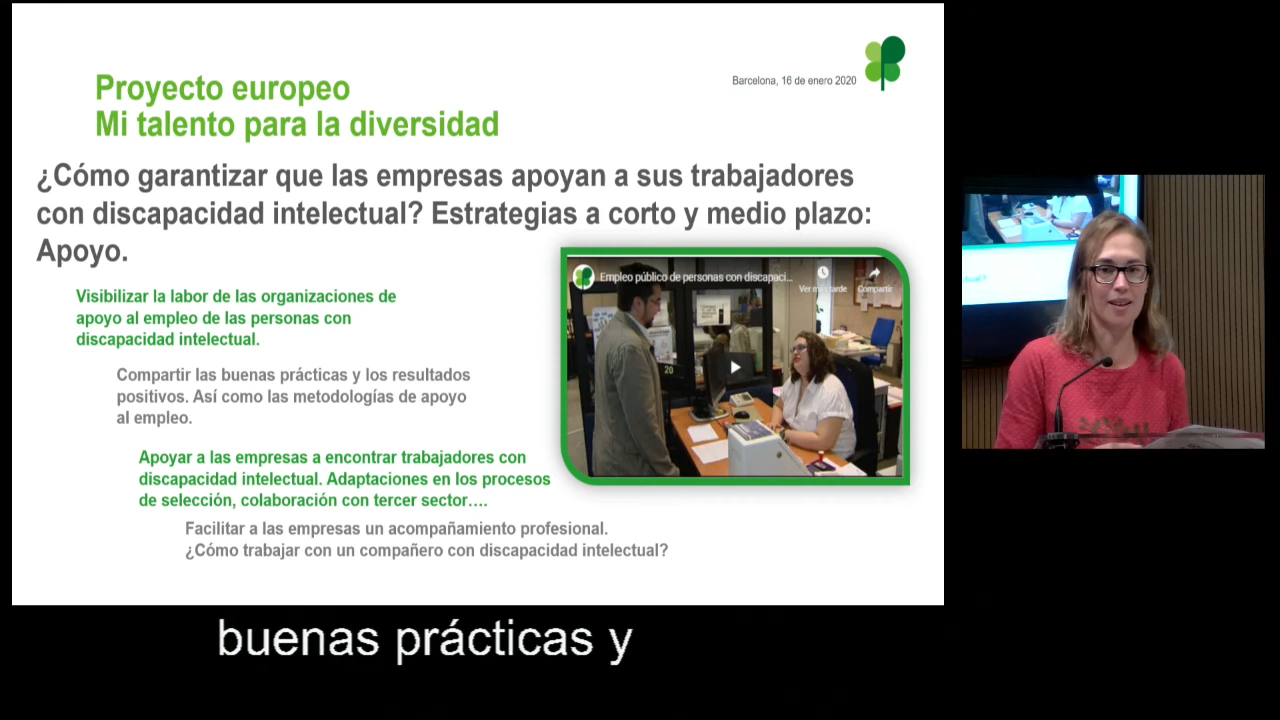 Barcelona, 16 de enero 2020
Proyecto europeo
Mi talento para la diversidad
¿Cómo garantizar que las empresas apoyan a sus trabajadores
con discapacidad intelectual? Estrategias a corto y medio plazo:
Apoyo.
Visibilizar la labor de las organizaciones de
apoyo al empleo de las personas con
discapacidad intelectual.
Compartir las buenas prácticas y los resultados
positivos. Así como las metodologías de apoyo
al empleo.
Apoyar a las empresas a encontrar trabajadores con
discapacidad intelectual. Adaptaciones en los procesos
de selección, colaboración con tercer sector….
Facilitar a las empresas un acompañamiento profesional.
¿Cómo trabajar con un compañero con discapacidad intelectual?
Empleo público de personas con discapaci...
Ver más tarde
Compartir
20
buenas prácticas y